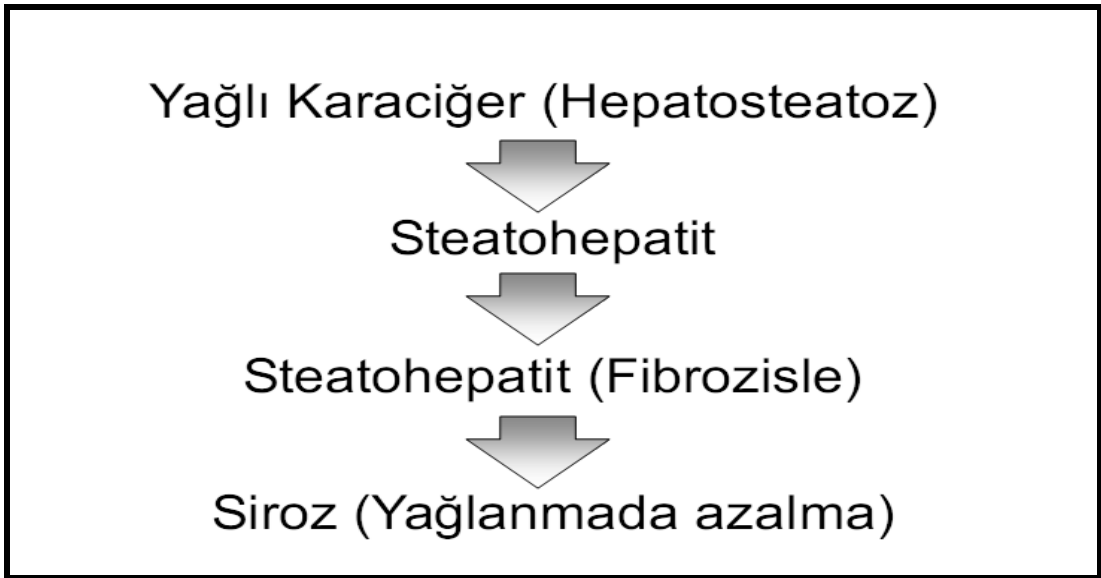 Yağlı Karaciğer (Hepatosteatoz)
Steatohepatit
Steatohepatit (Fibrozisle)
Siroz (Yağlanmada azalma)